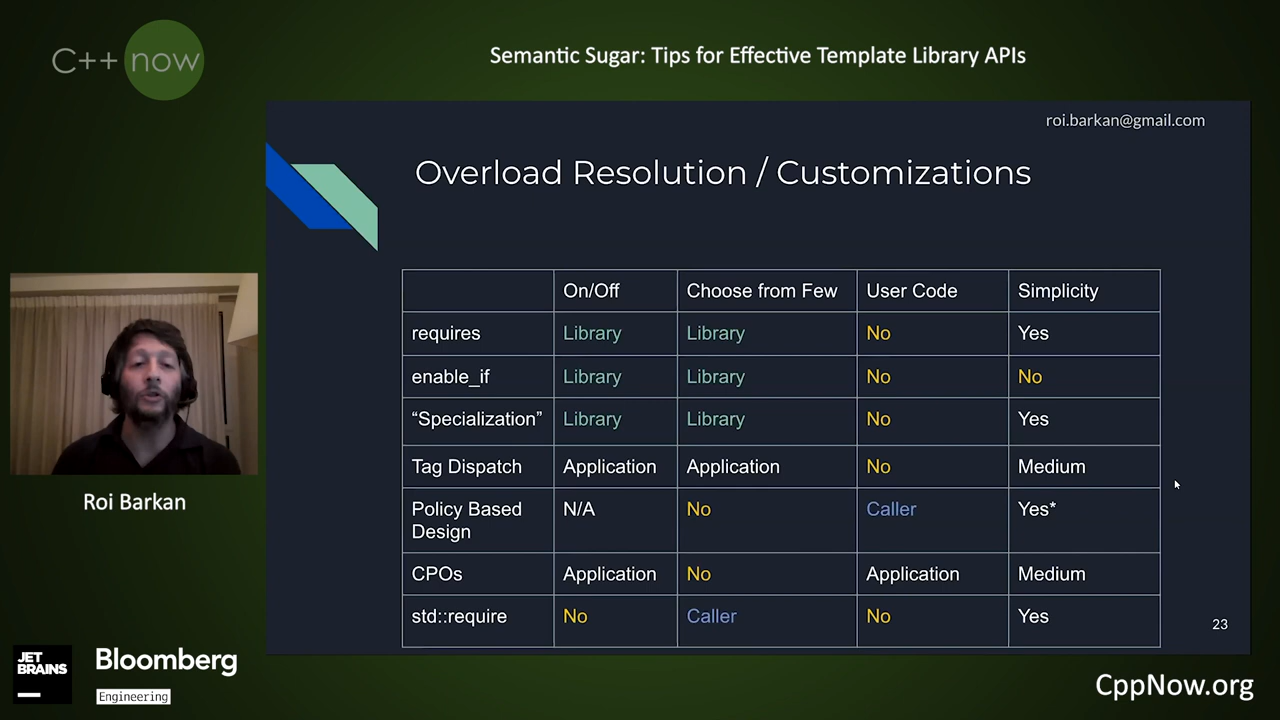 C++ now
Semantic Sugar: Tips for Effective Template Library APIs
roi.barkan@gmail.com
Overload Resolution / Customizations
On/Off Choose from Few User Code Simplicity
requires Library Library No Yes
enable_if Library Library No No
“Specialization” Library Library No Yes
Tag Dispatch Application Application No Medium
Policy Based Design N/A No Caller Yes*
CPOs Application No Application Medium
std::require No Caller No Yes
23
Roi Barkan
JET
BRAINS
Bloomberg
Engineering
CppNow.org